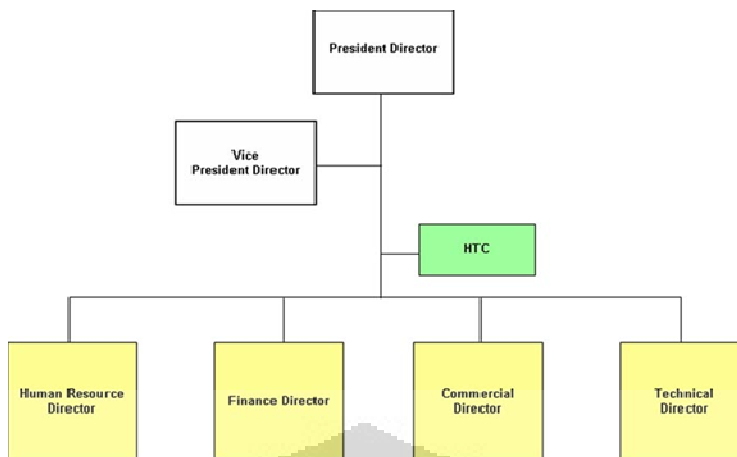 President Director
Vice
President Director
HTC
Human Resource
Director
Finance Director
Commercial
Director
Technical
Director